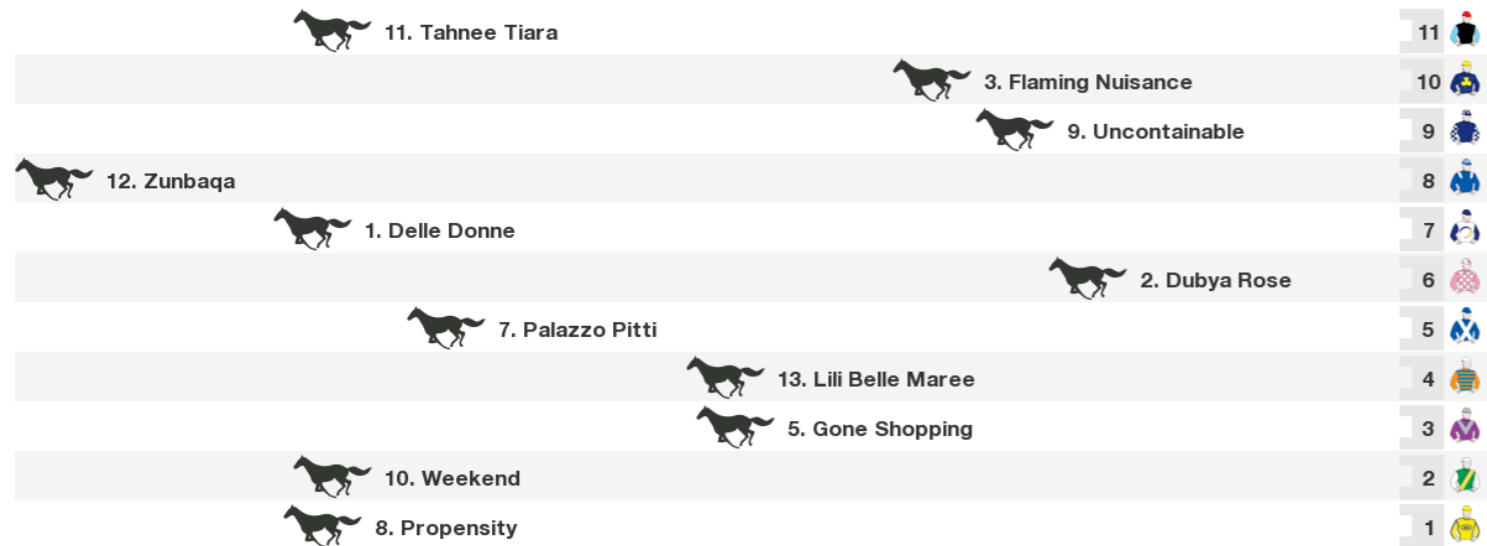 11. Tahnee Tiara 11
3. Flaming Nuisance 10
9. Uncontainable 9
12. Zunbaqa 8
1. Delle Donne 7
2. Dubya Rose 6
7. Palazzo Pitti 5
13. Lili Belle Maree 4
5. Gone Shopping 3
10. Weekend 2
8. Propensity 1